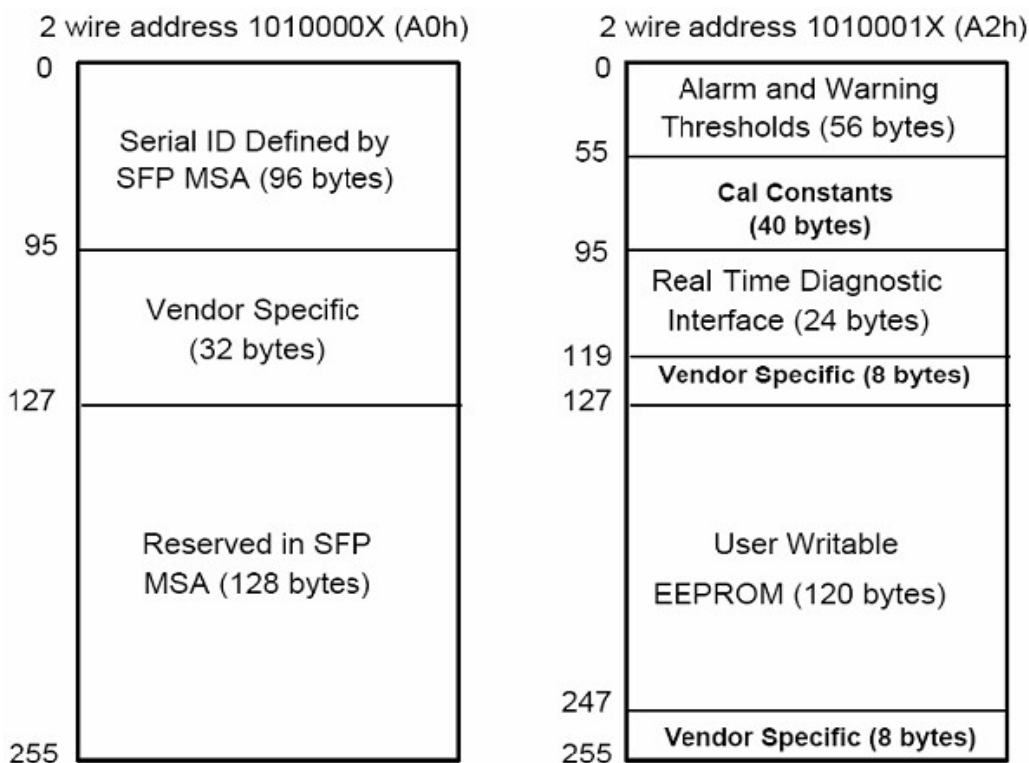 2 wire address 1010000X (A0h)
0
Serial ID Defined by
SFP MSA (96 bytes)
95
Vendor Specific
(32 bytes)
127
Reserved in SFP
MSA (128 bytes)
255
2 wire address 1010001X (A2h)
0
Alarm and Warning
Thresholds (56 bytes)
55
Cal Constants
(40 bytes)
95
Real Time Diagnostic
Interface (24 bytes)
119
Vendor Specific (8 bytes)
127
User Writable
EEPROM (120 bytes)
247
Vendor Specific (8 bytes)
255